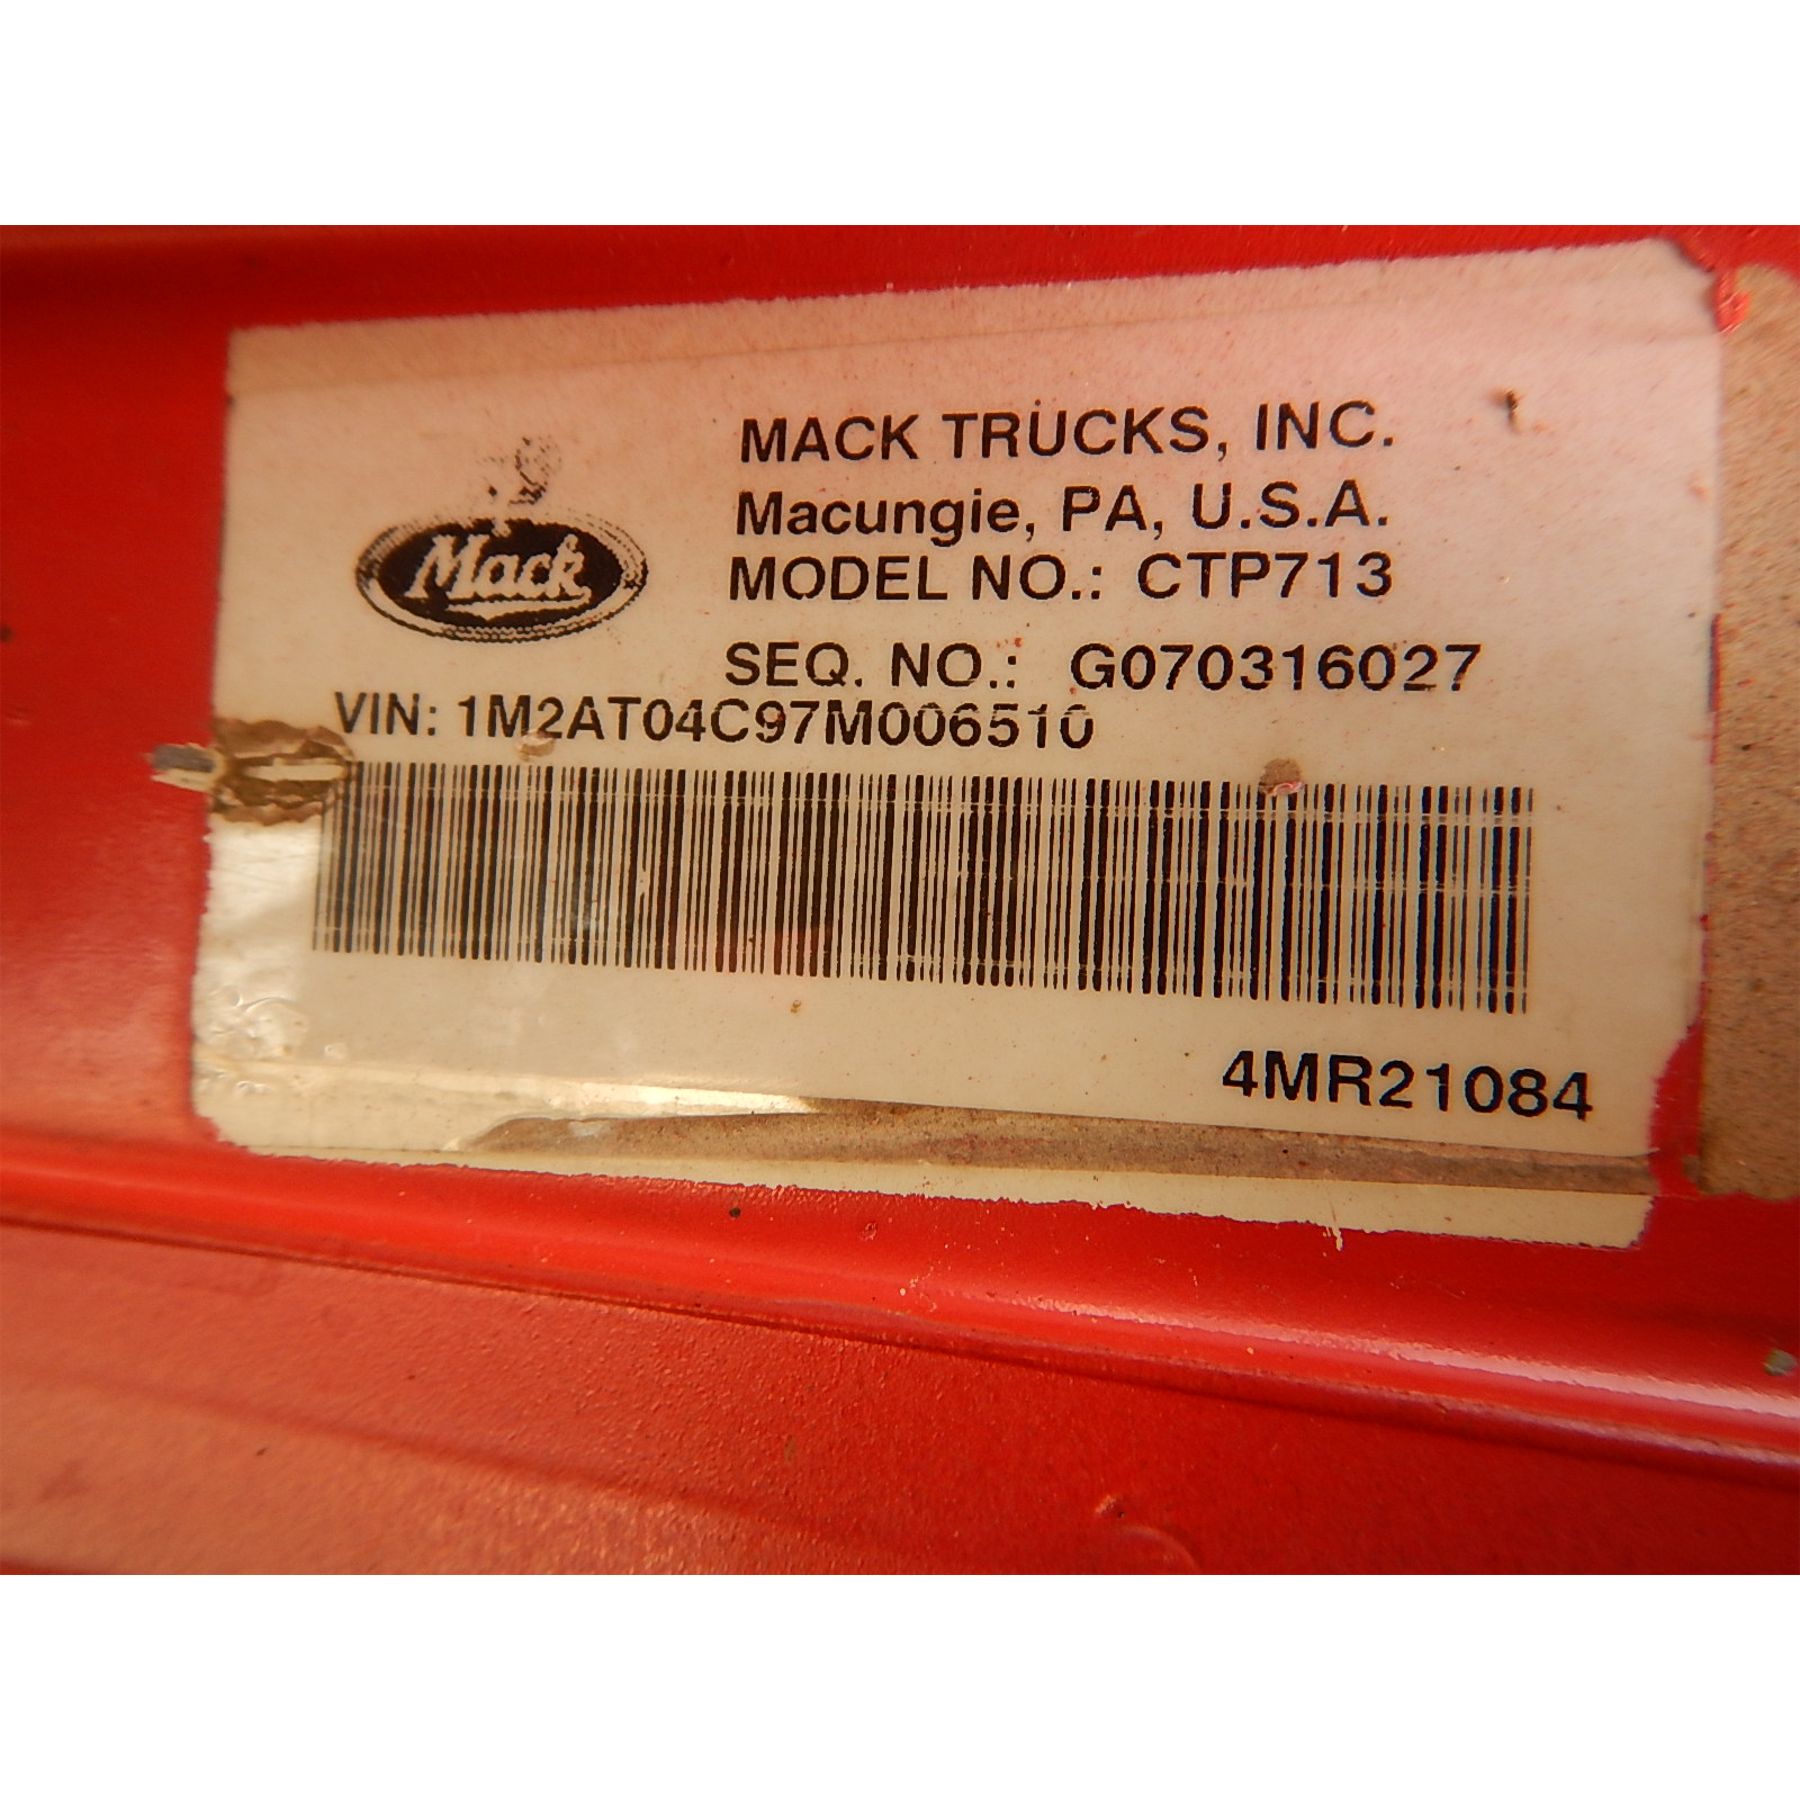 MACK TRUCKS, INC.
Macungie, PA, U.S.A.
Mack
MODEL NO.: CTP713
SEQ. NO.: G070316027
VIN: 1M2AT04C97M006510
4MR21084